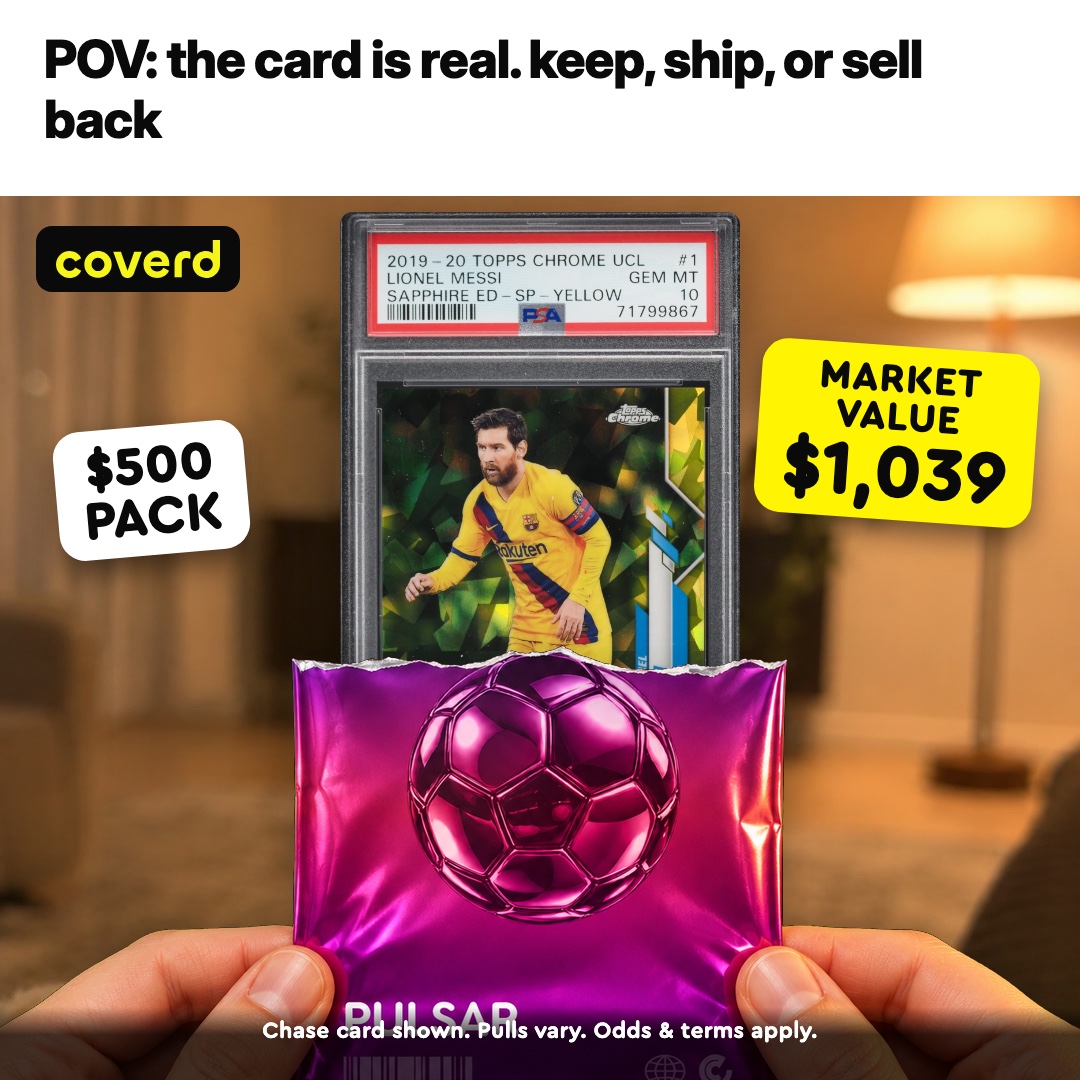 POV: the card is real. keep, ship, or sell
back
coverd
2019-20 TOPPS CHROME UCL #1
LIONEL MESSI GEM MT
SAPPHIRE ED-SP-YELLOW 10
PSA 71799867
MARKET
VALUE
$1,039
$500
PACK
Topps
Chrome
Rakuten
PULSAR
Chase card shown. Pulls vary. Odds & terms apply.